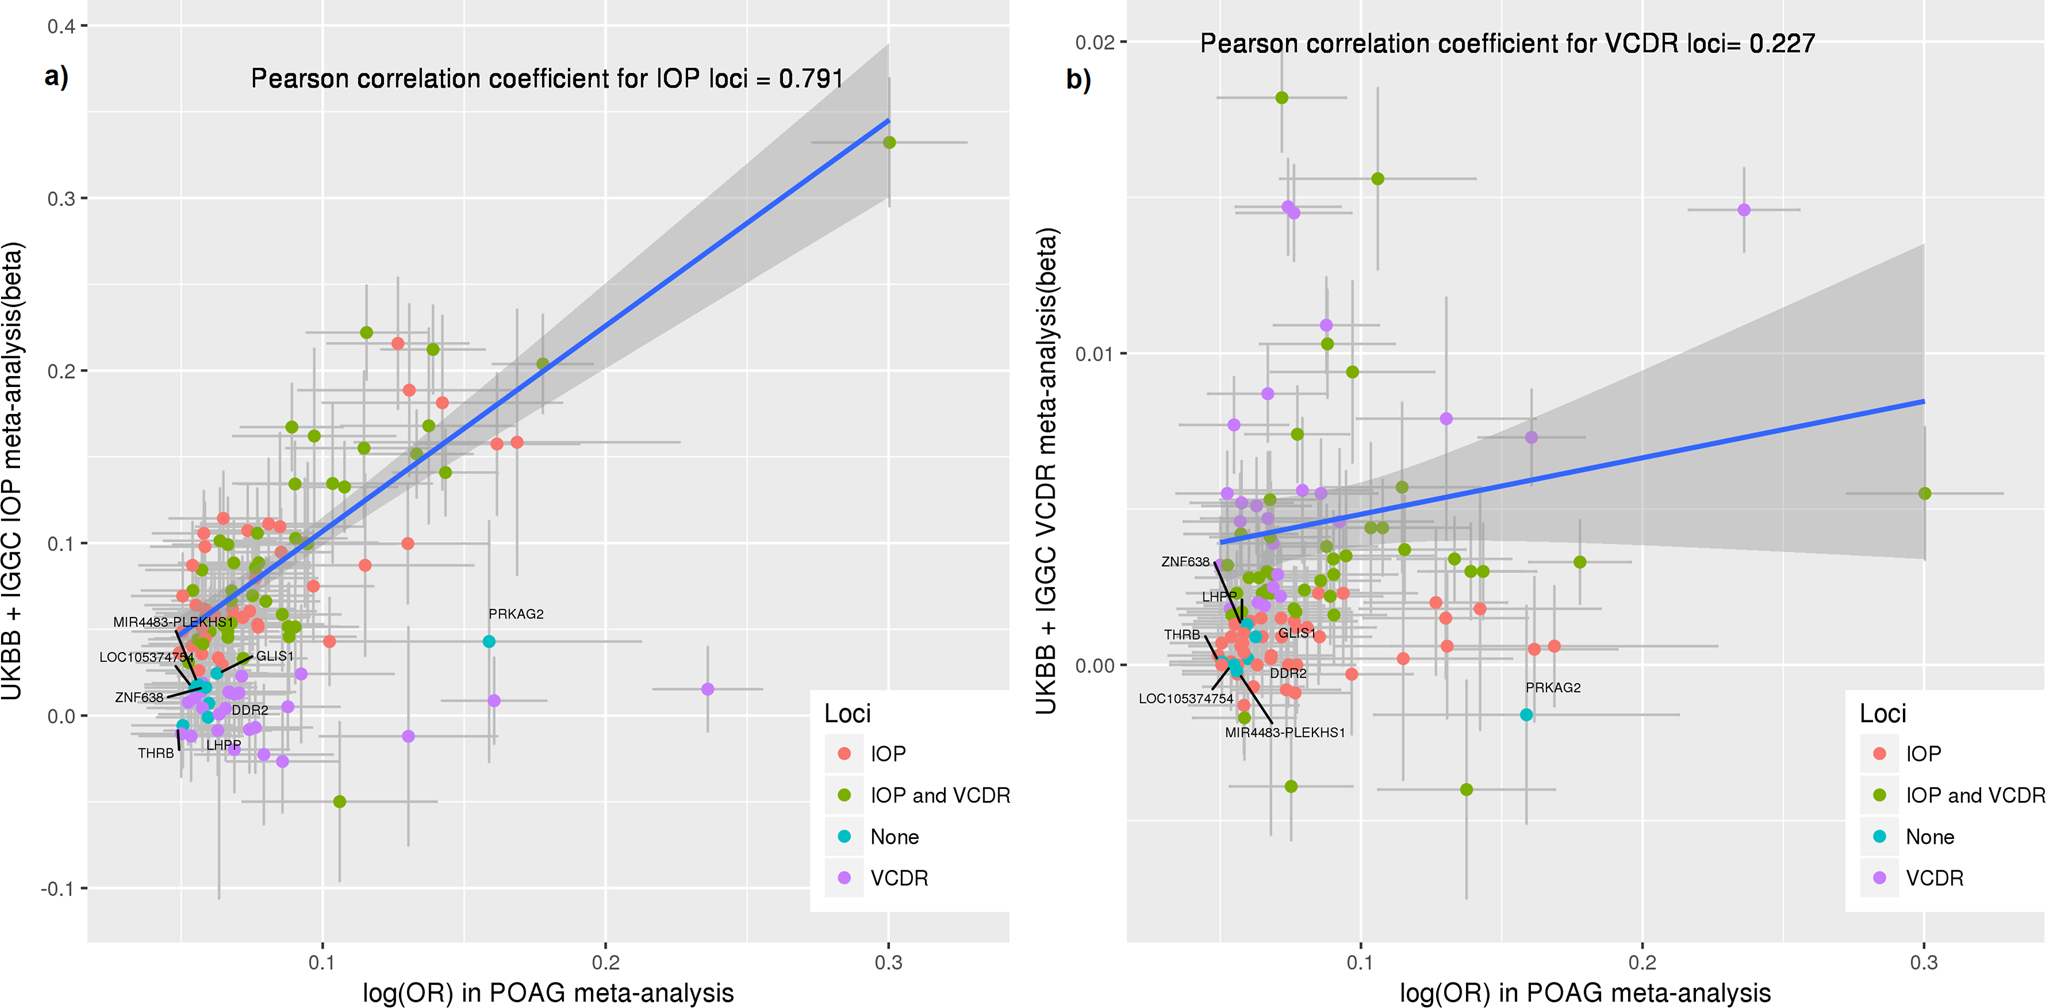 a)
Pearson correlation coefficient for IOP loci = 0.791
UKBB + IGGC IOP meta-analysis(beta)
0.4
0.3
0.2
0.1
0.0
-0.1
PRKAG2
MIR4483-PLEKHS1
LOC105374754
GLIS1
ZNF638
DDR2
THRB
LHPP
Loci
IOP
IOP and VCDR
None
VCDR
0.1
0.2
0.3
log(OR) in POAG meta-analysis
b)
Pearson correlation coefficient for VCDR loci= 0.227
UKBB + IGGC VCDR meta-analysis(beta)
0.02
0.01
0.00
ZNF638
LHPP
THRB
GLIS1
DDR2
LOC105374754
PRKAG2
MIR4483-PLEKHS1
Loci
IOP
IOP and VCDR
None
VCDR
0.1
0.2
0.3
log(OR) in POAG meta-analysis